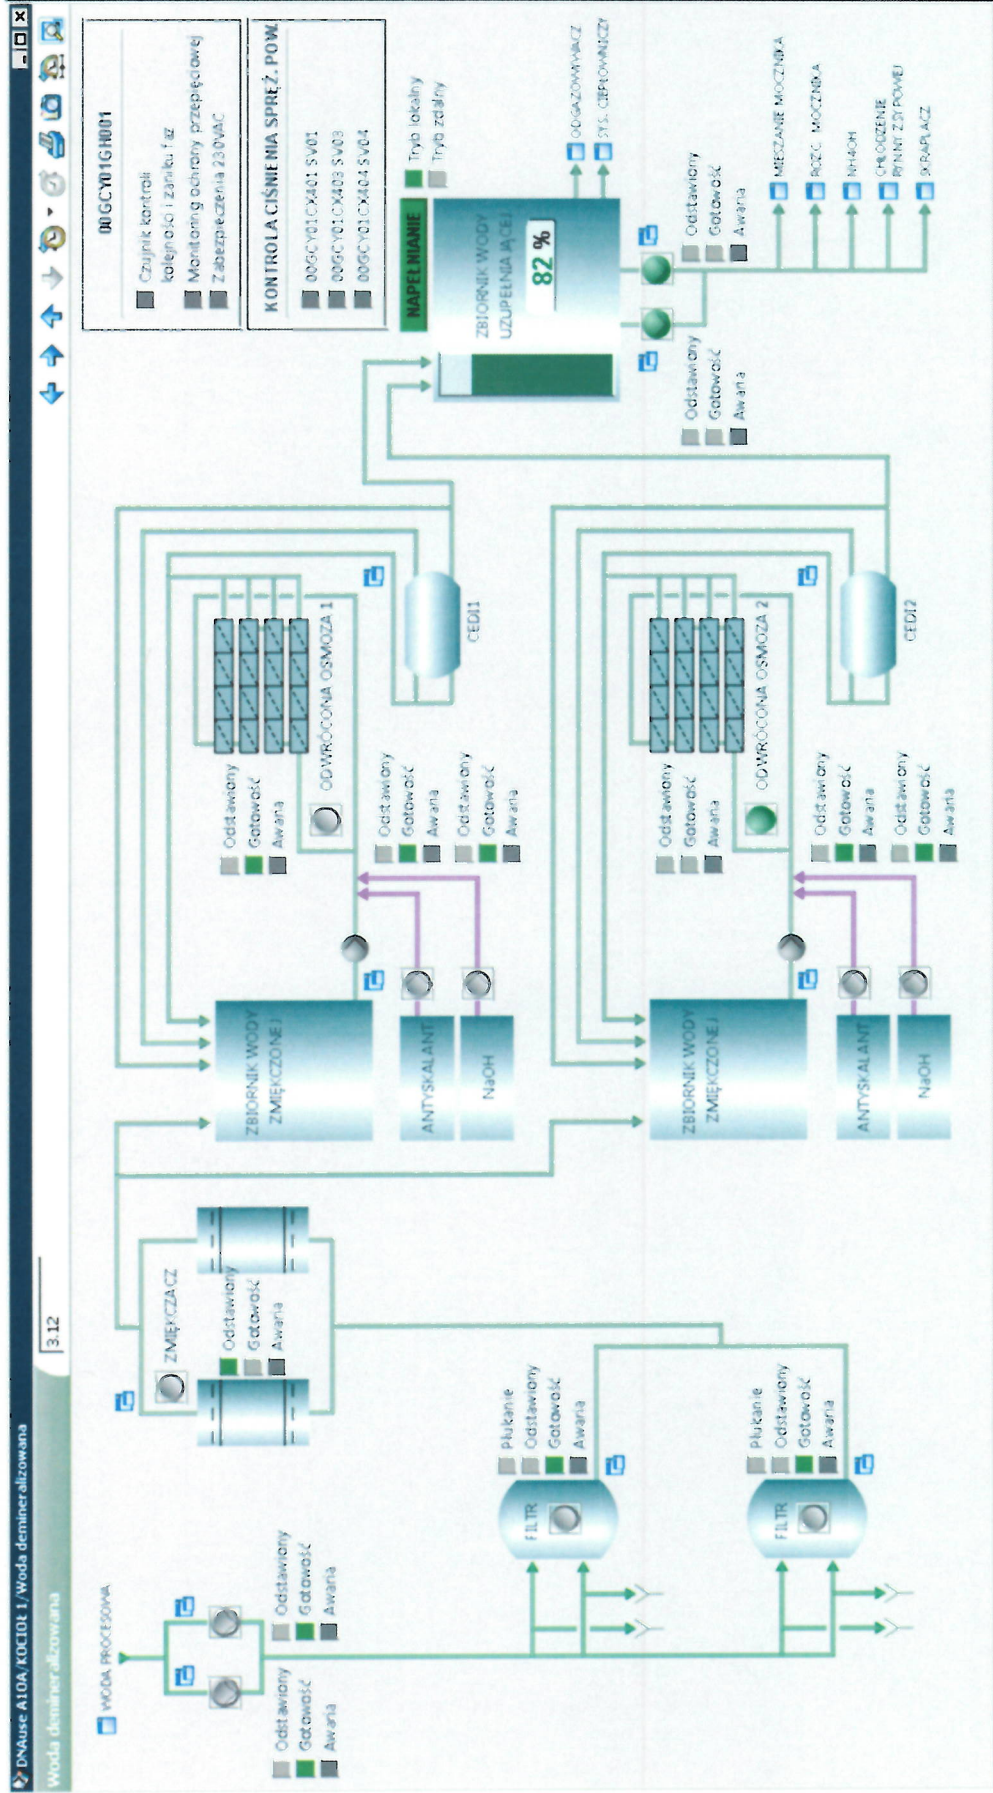 DNAuse A10A/KOCIOŁ 1/Woda demineralizowana
Woda demineralizowana
3.12
WODA PROCESOWA
Odstawiony
Gotowość
Awaria
Odstawiony
Gotowość
Awaria
ZMIĘKCZACZ
Odstawiony
Gotowość
Awaria
FILTR
Płukanie
Odstawiony
Gotowość
Awaria
FILTR
Płukanie
Odstawiony
Gotowość
Awaria
ZBIORNIK WODY
ZMIĘKCZONEJ
ANTYSKALANT
NaOH
Odstawiony
Gotowość
Awaria
ODWRÓCONA OSMOZA 1
Odstawiony
Gotowość
Awaria
Odstawiony
Gotowość
Awaria
CEDI1
ZBIORNIK WODY
ZMIĘKCZONEJ
ANTYSKALANT
NaOH
Odstawiony
Gotowość
Awaria
ODWRÓCONA OSMOZA 2
Odstawiony
Gotowość
Awaria
Odstawiony
Gotowość
Awaria
CEDI2
00GCY01GH001
Czujnik kontroli
kolejności i zaniku faz
Monitoring ochrony przepięciowej
Zabezpieczenia 230VAC
KONTROLA CIŚNIENIA SPRĘŻ. POW.
00GCY01CX401 SV01
00GCY01CX403 SV03
00GCY01CX404 SV04
NAPEŁNIANIE
Tryb lokalny
Tryb zdalny
ZBIORNIK WODY
UZUPEŁNIAJĄCEJ
82 %
ODGAZOWYWACZ
SYS. CIEPŁOWNICZY
Odstawiony
Gotowość
Awaria
Odstawiony
Gotowość
Awaria
MIESZANIE MOCZNIKA
ROZC. MOCZNIKA
NH4OH
CHŁODZENIE
RYNNY ZSYPOWEJ
SKRAPLACZ